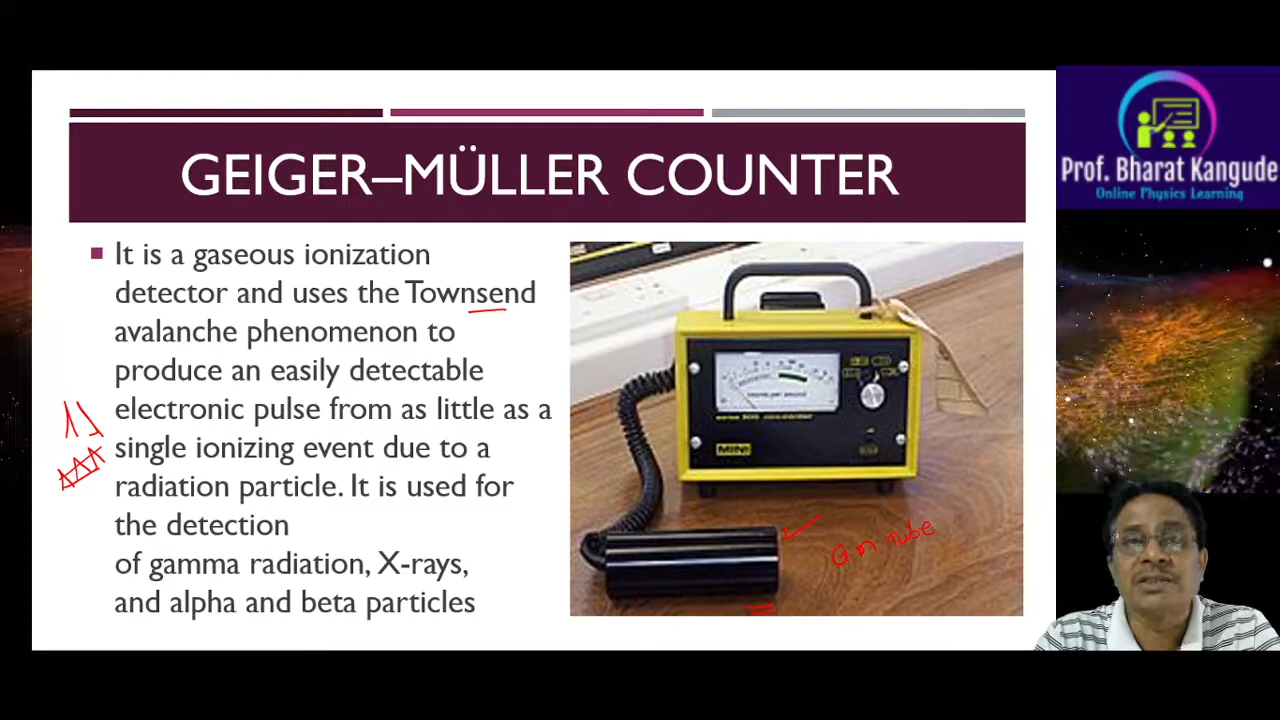 GEIGER–MÜLLER COUNTER
It is a gaseous ionization
detector and uses the Townsend
avalanche phenomenon to
produce an easily detectable
electronic pulse from as little as a
single ionizing event due to a
radiation particle. It is used for
the detection
of gamma radiation, X-rays,
and alpha and beta particles
MINI
G.m tube
Prof. Bharat Kangude
Online Physics Learning